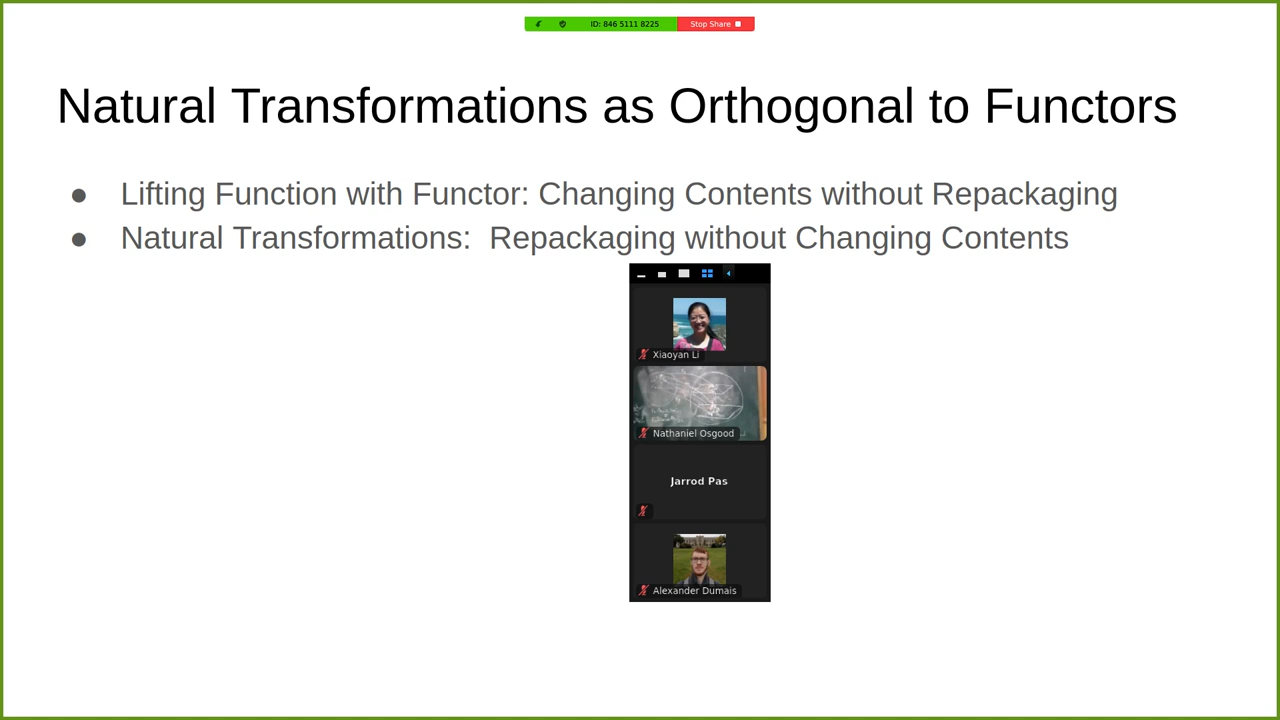 ID: 846 5111 8225 Stop Share
Natural Transformations as Orthogonal to Functors
● Lifting Function with Functor: Changing Contents without Repackaging
● Natural Transformations: Repackaging without Changing Contents
Xiaoyan Li
Nathaniel Osgood
Jarrod Pas
Alexander Dumais